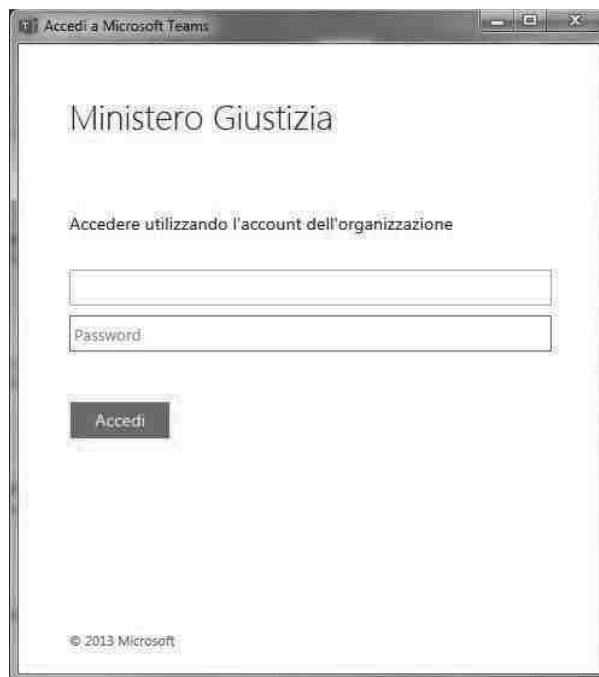 Accedi a Microsoft Teams
Ministero Giustizia
Accedere utilizzando l'account dell'organizzazione
Password
Accedi
© 2013 Microsoft